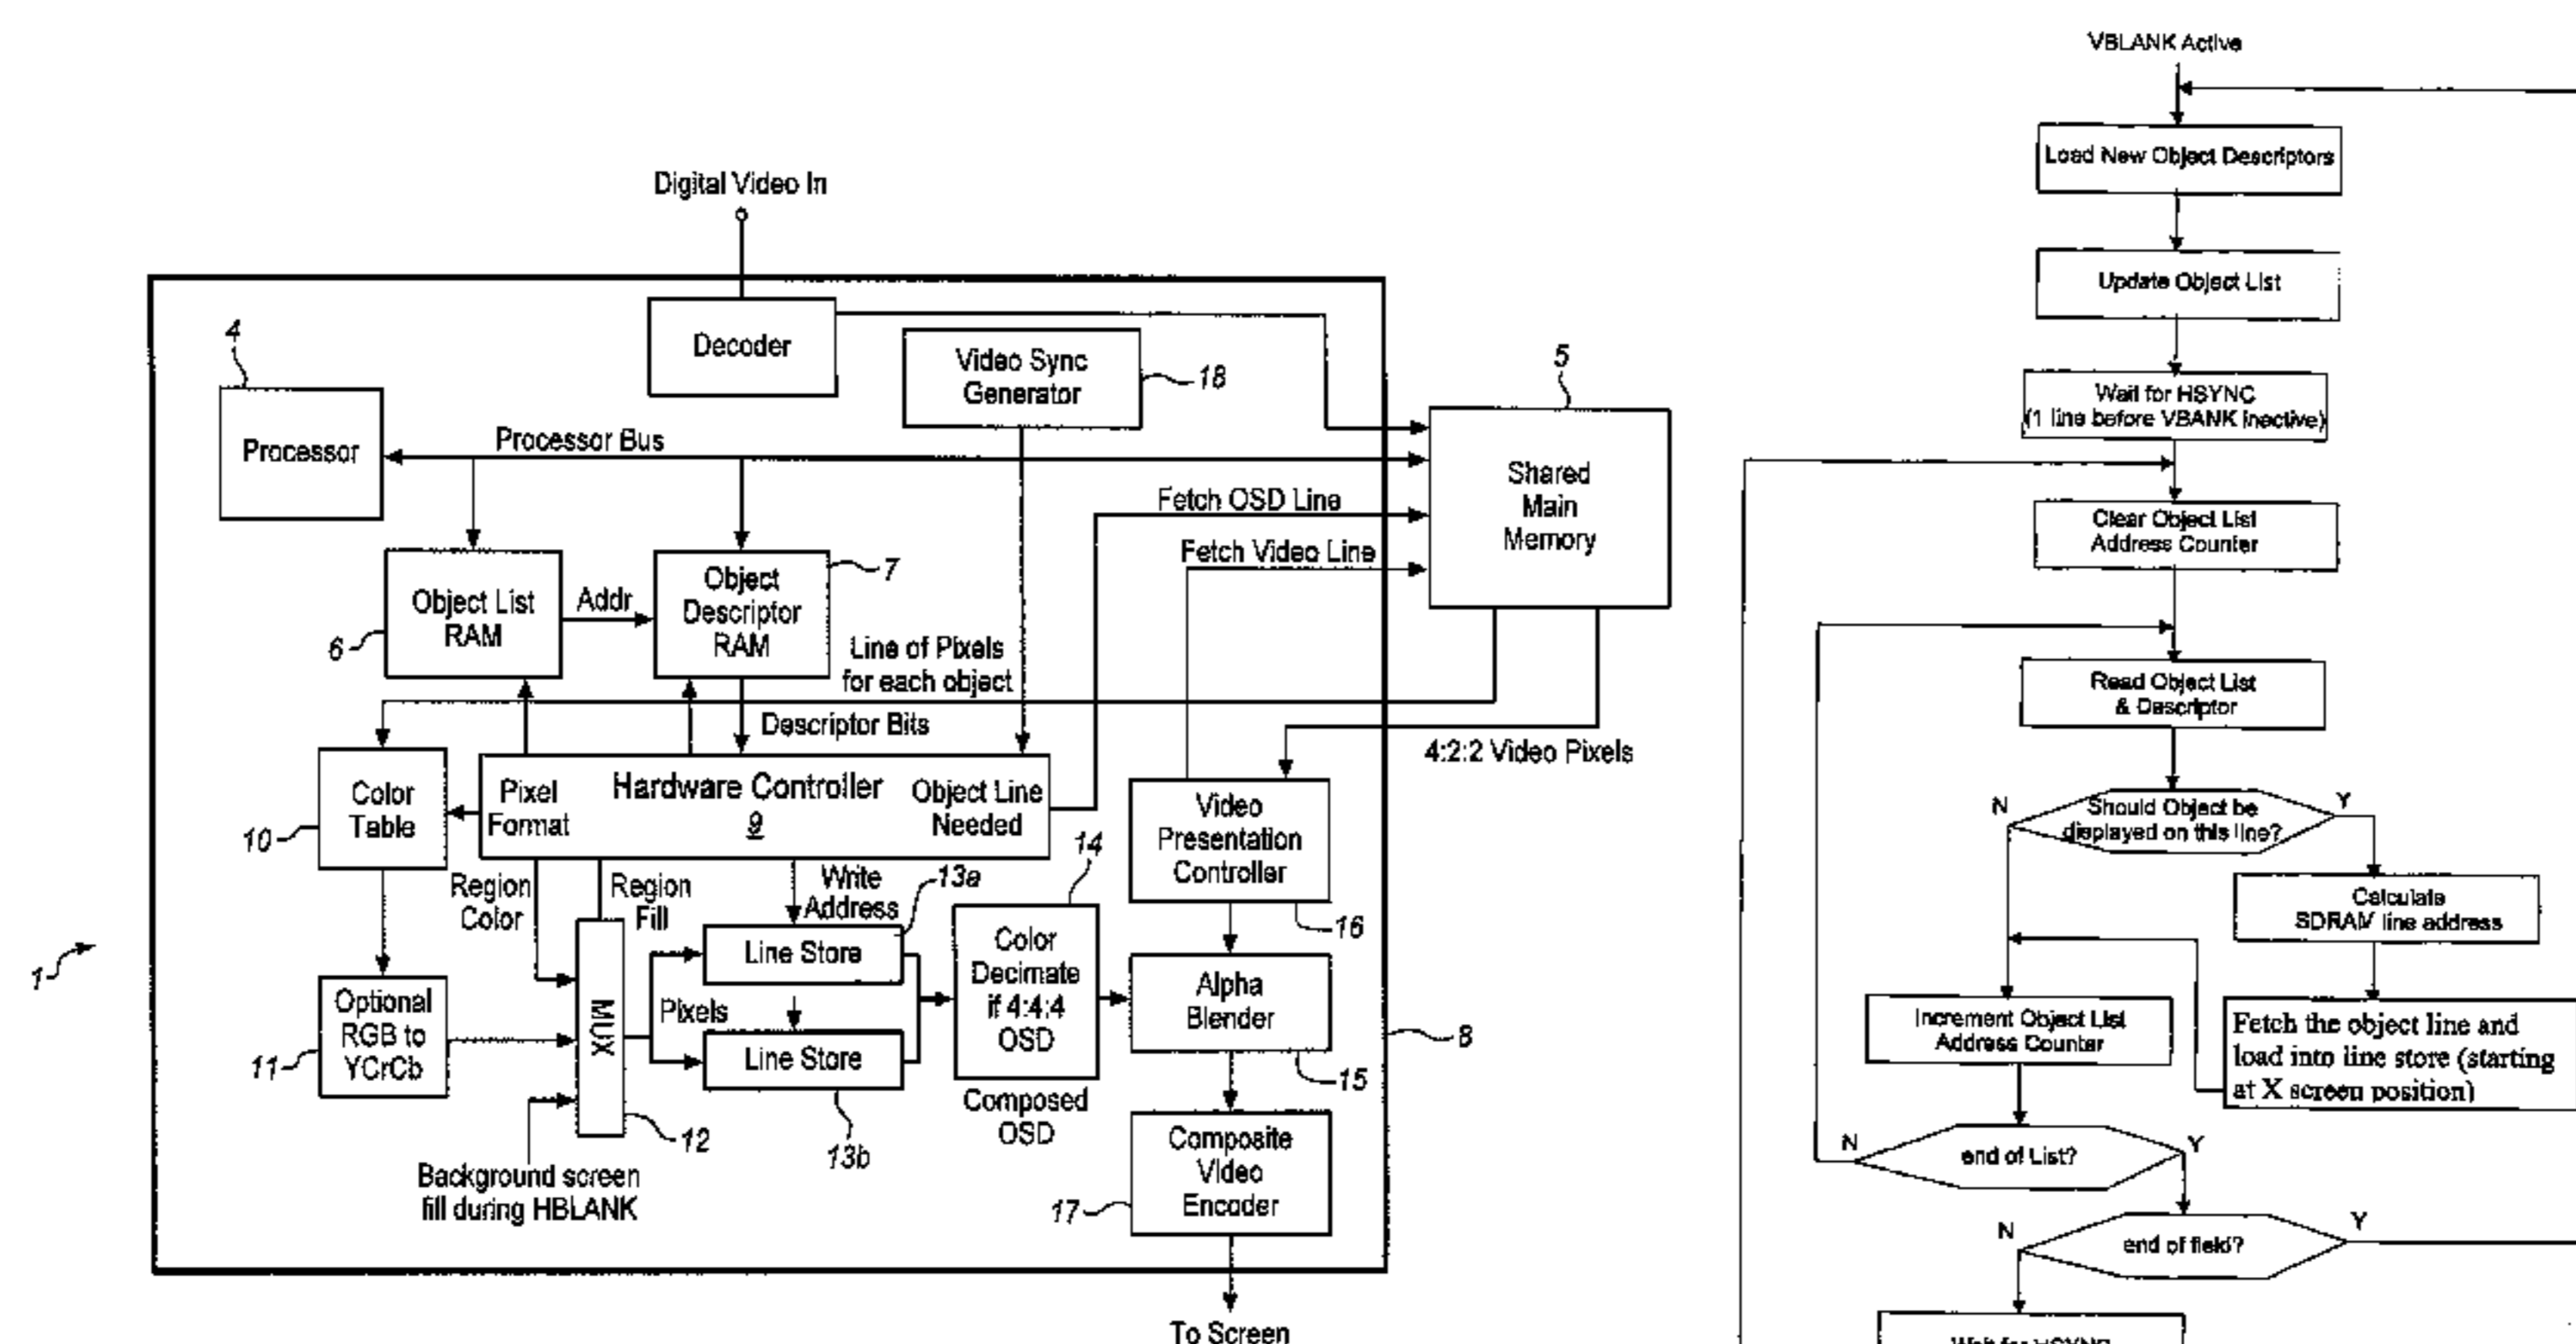 Digital Video In
Decoder
4
Processor
Video Sync
Generator
18
5
Shared
Main
Memory
Processor Bus
Fetch OSD Line
Fetch Video Line
Object List
RAM
6
Addr
Object
Descriptor
RAM
7
Line of Pixels
for each object
Descriptor Bits
4:2:2 Video Pixels
Color
Table
10
Pixel
Format
Hardware Controller
9
Object Line
Needed
Video
Presentation
Controller
16
Region
Color
Region
Fill
Write
Address
13a
14
Line Store
Pixels
Line Store
13b
MUX
12
Color
Decimate
if 4:4:4
OSD
Composed
OSD
Alpha
Blender
15
8
1
Optional
RGB to
YCrCb
11
Background screen
fill during HBLANK
Composite
Video
Encoder
17
To Screen
VBLANK Active
Load New Object Descriptors
Update Object List
Wait for HSYNC
(1 line before VBANK inactive)
Clear Object List
Address Counter
Read Object List
& Descriptor
N
Should Object be
displayed on this line?
Y
Calculate
SDRAM line address
Increment Object List
Address Counter
Fetch the object line and
load into line store (starting
at X screen position)
N
end of List?
Y
N
end of field?
Y
Wait for HSYNC